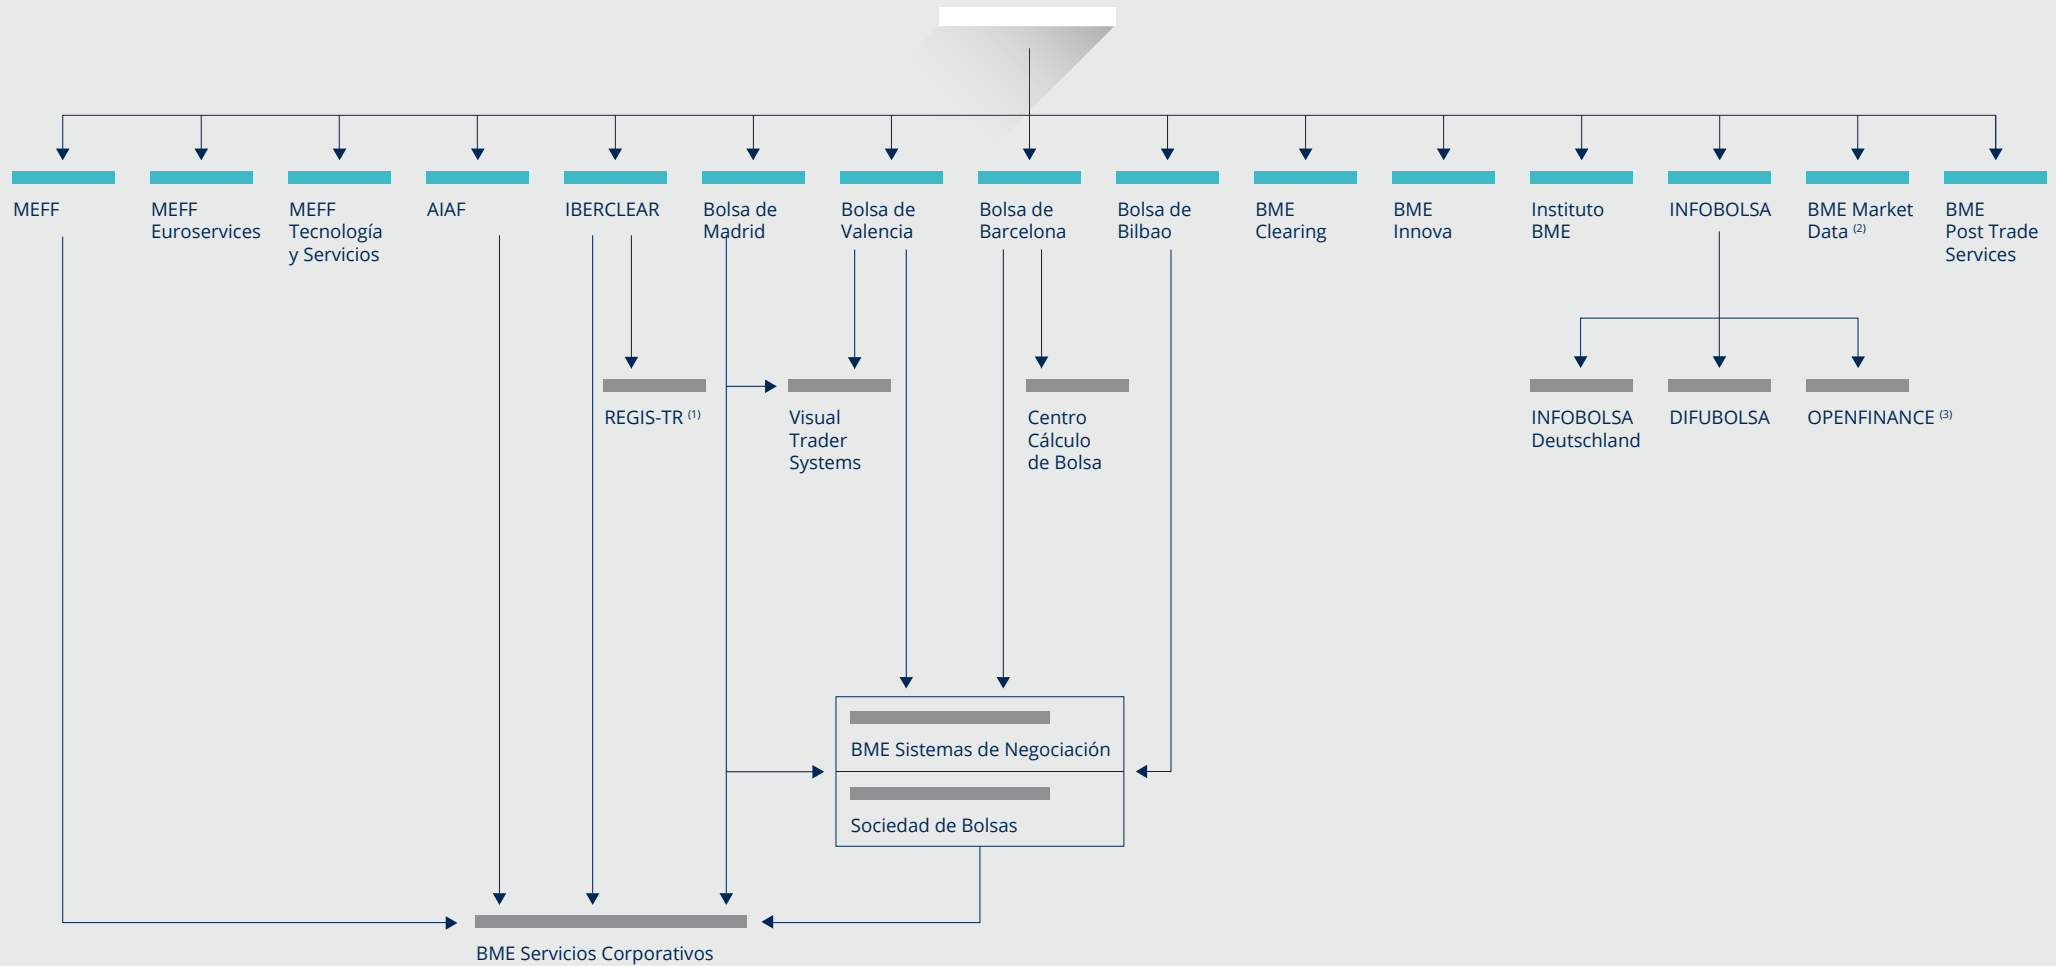 MEFF
MEFF
Euroservices
MEFF
Tecnología
y Servicios
AIAF
IBERCLEAR
Bolsa de
Madrid
Bolsa de
Valencia
Bolsa de
Barcelona
Bolsa de
Bilbao
BME
Clearing
BME
Innova
Instituto
BME
INFOBOLSA
BME Market
Data (2)
BME
Post Trade
Services
REGIS-TR (1)
Visual
Trader
Systems
Centro
Cálculo
de Bolsa
INFOBOLSA
Deutschland
DIFUBOLSA
OPENFINANCE (3)
BME Sistemas de Negociación
Sociedad de Bolsas
BME Servicios Corporativos